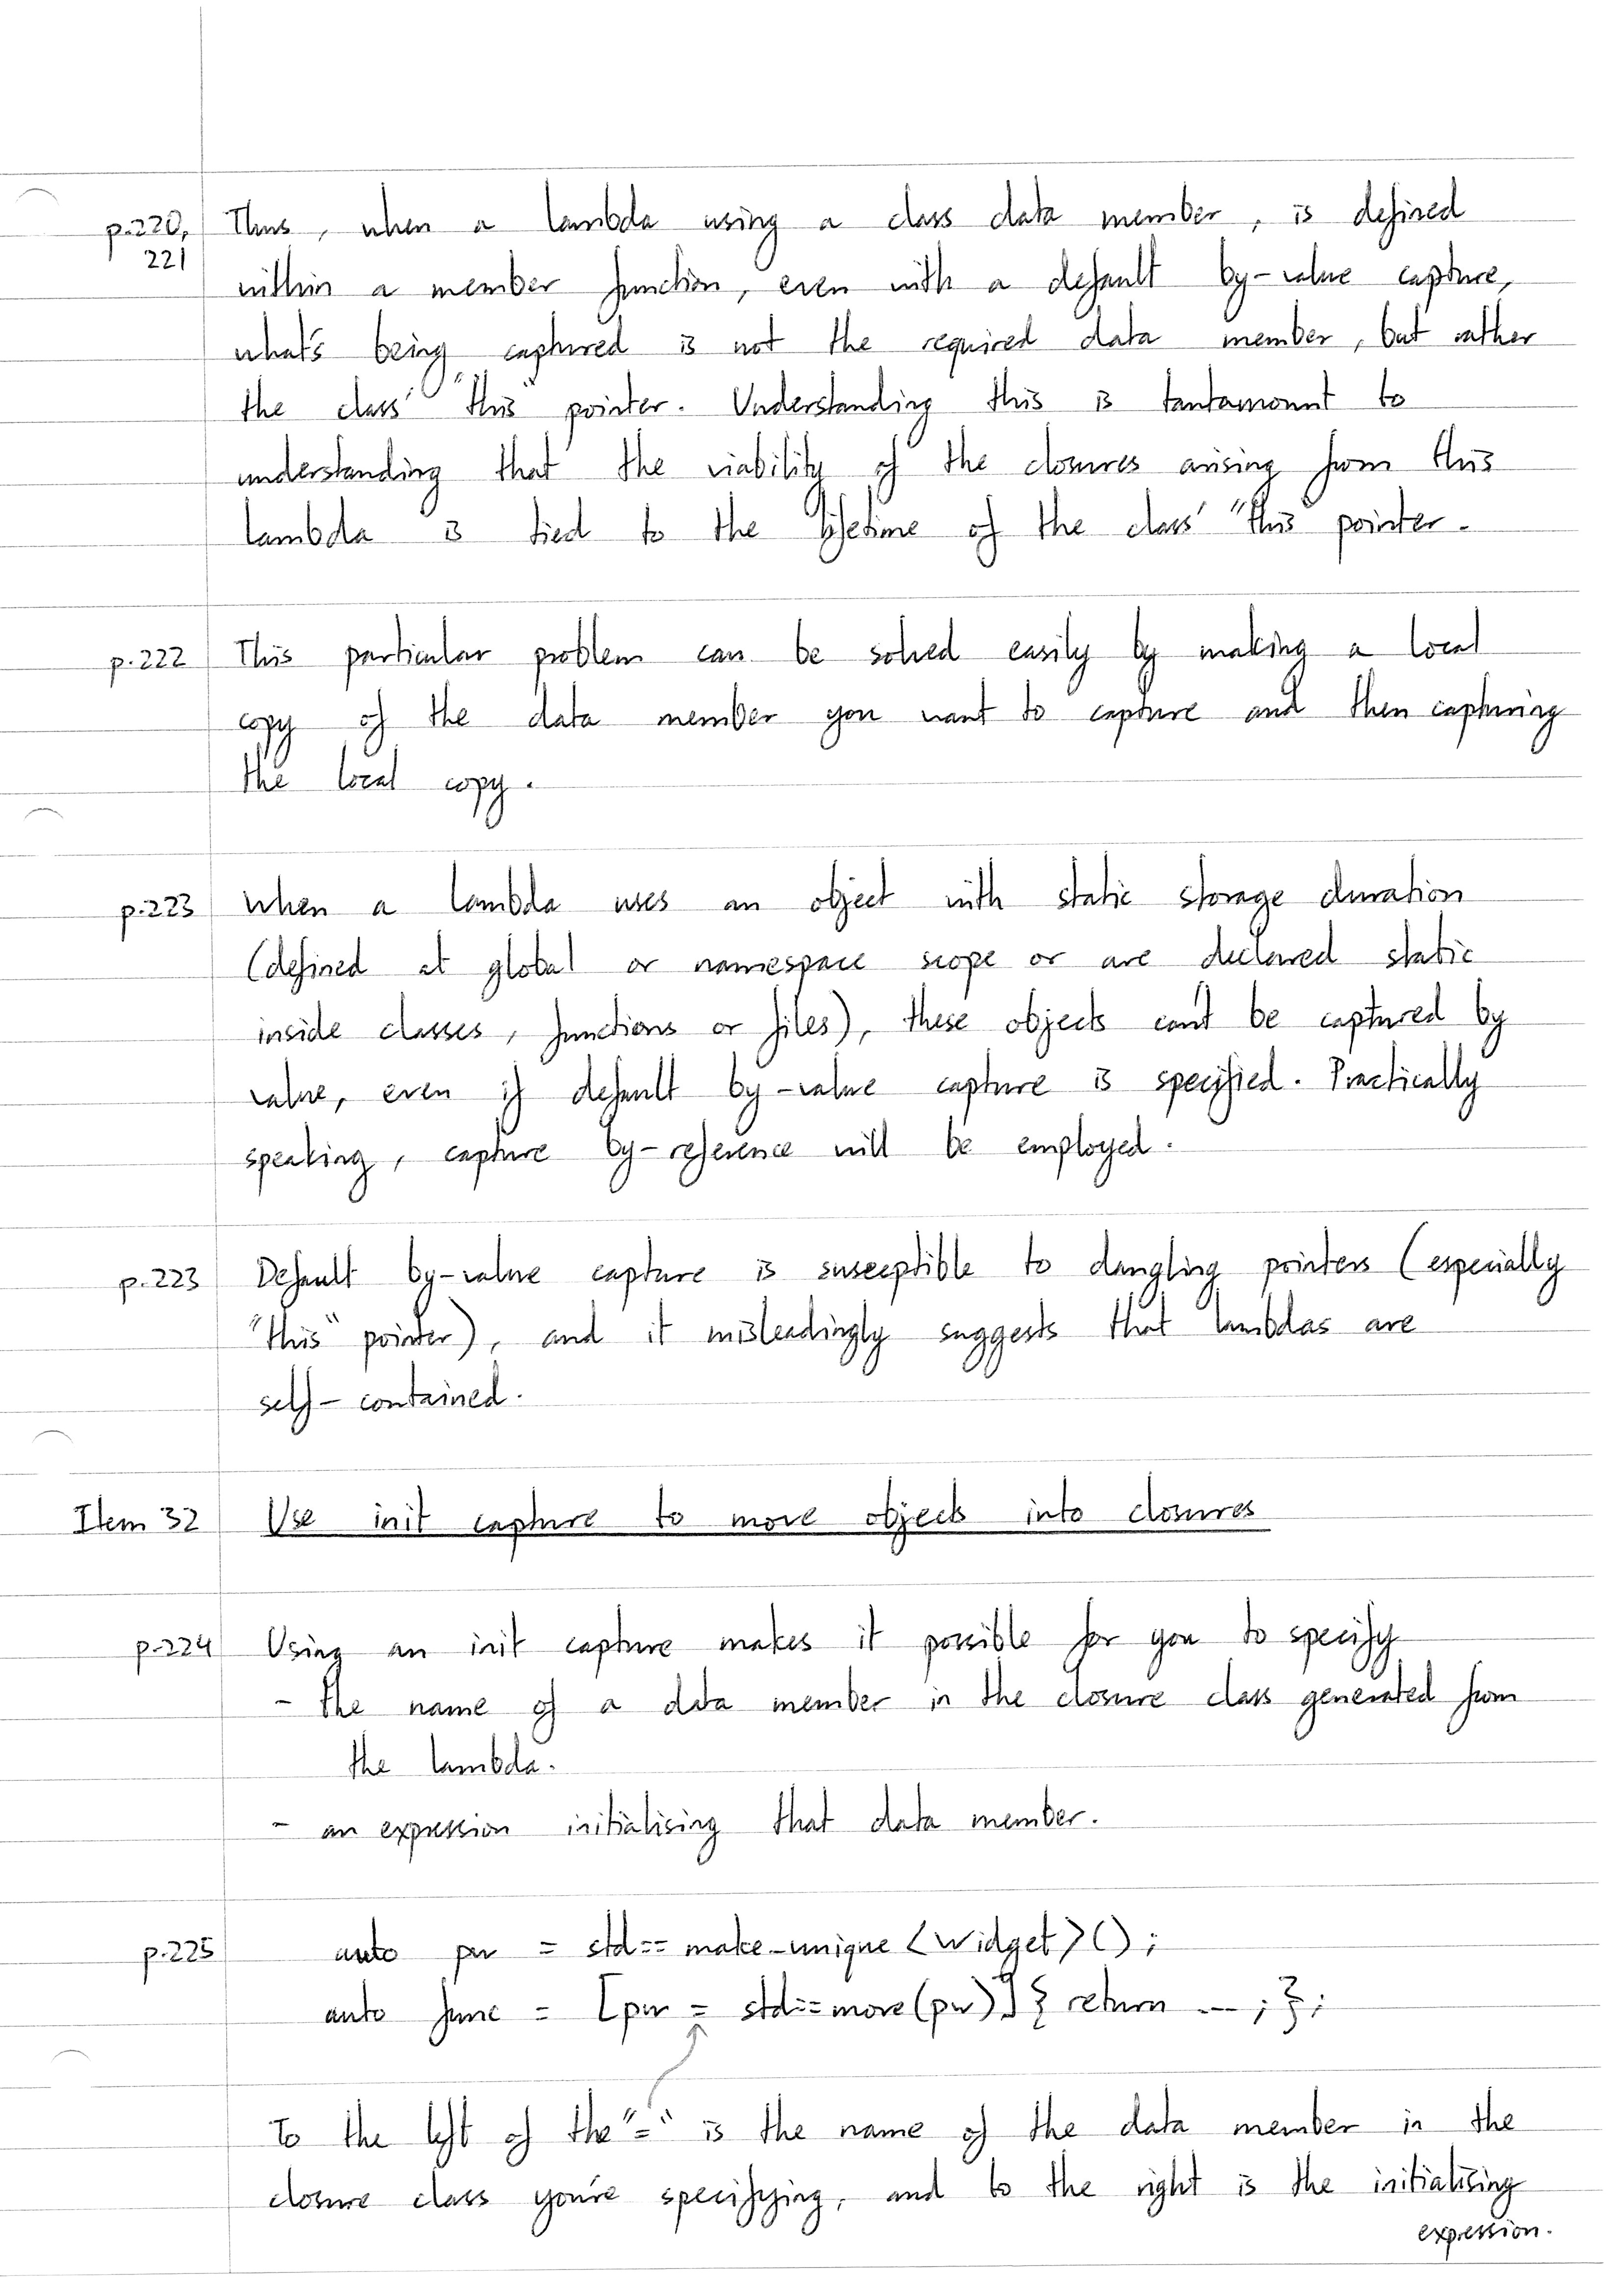 p.220, Thus, when a lambda using a class data member, is defined
221
within a member function, even with a default by-value capture,
what's being captured is not the required data member, but rather
the class' "this" pointer. Understanding this is tantamount to
understanding that the viability of the closures arising from this
lambda is tied to the lifetime of the class' "this" pointer.
p.222 This particular problem can be solved easily by making a local
copy of the data member you want to capture and then capturing
the local copy.
p.223 When a lambda uses an object with static storage duration
(defined at global or namespace scope or are declared static
inside classes, functions or files), these objects can't be captured by
value, even if default by-value capture is specified. Practically
speaking, capture by-reference will be employed.
p.223 Default by-value capture is susceptible to dangling pointers (especially
"this" pointer), and it misleadingly suggests that lambdas are
self-contained.
Item 32 Use init capture to move objects into closures
p.224 Using an init capture makes it possible for you to specify
- the name of a data member in the closure class generated from
the lambda.
- an expression initialising that data member.
p.225 auto pw = std::make_unique<Widget>();
auto func = [pw = std::move(pw)] { return ...; };
To the left of the "=" is the name of the data member in the
closure class you're specifying, and to the right is the initialising
expression.